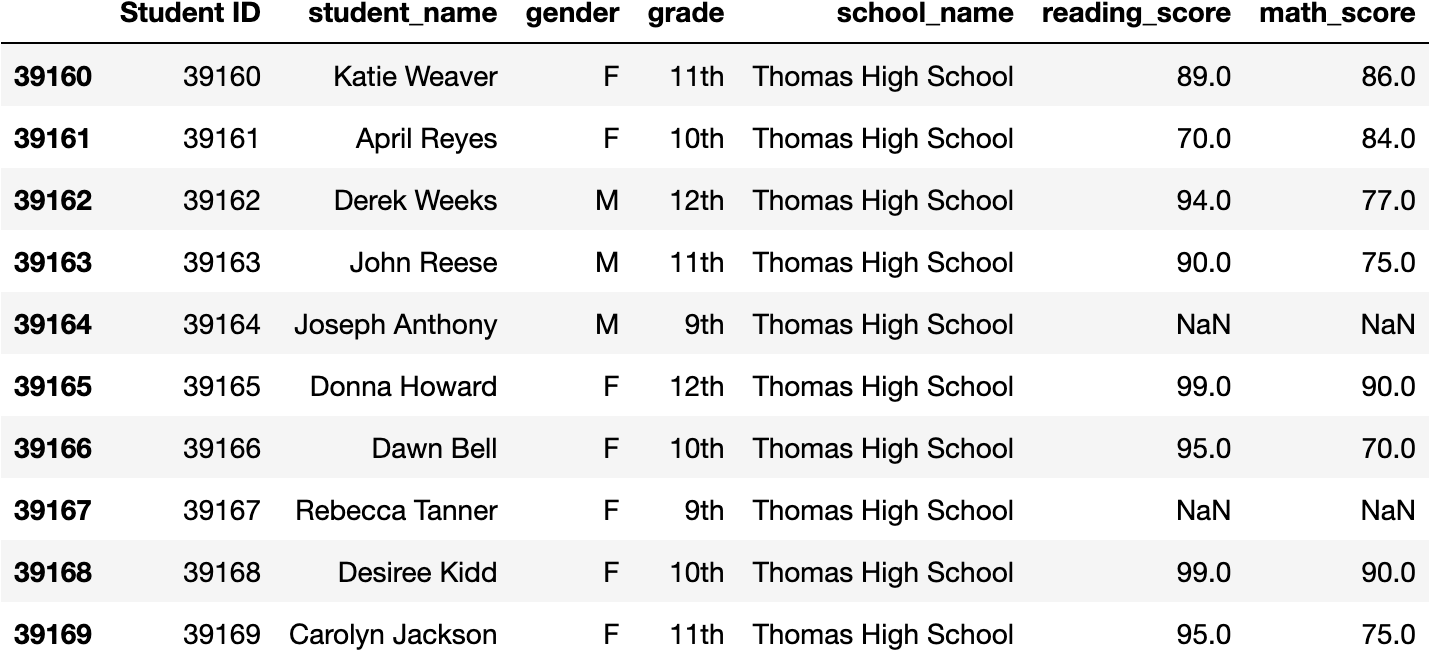 Student ID student_name gender grade school_name reading_score math_score
39160 39160 Katie Weaver F 11th Thomas High School 89.0 86.0
39161 39161 April Reyes F 10th Thomas High School 70.0 84.0
39162 39162 Derek Weeks M 12th Thomas High School 94.0 77.0
39163 39163 John Reese M 11th Thomas High School 90.0 75.0
39164 39164 Joseph Anthony M 9th Thomas High School NaN NaN
39165 39165 Donna Howard F 12th Thomas High School 99.0 90.0
39166 39166 Dawn Bell F 10th Thomas High School 95.0 70.0
39167 39167 Rebecca Tanner F 9th Thomas High School NaN NaN
39168 39168 Desiree Kidd F 10th Thomas High School 99.0 90.0
39169 39169 Carolyn Jackson F 11th Thomas High School 95.0 75.0